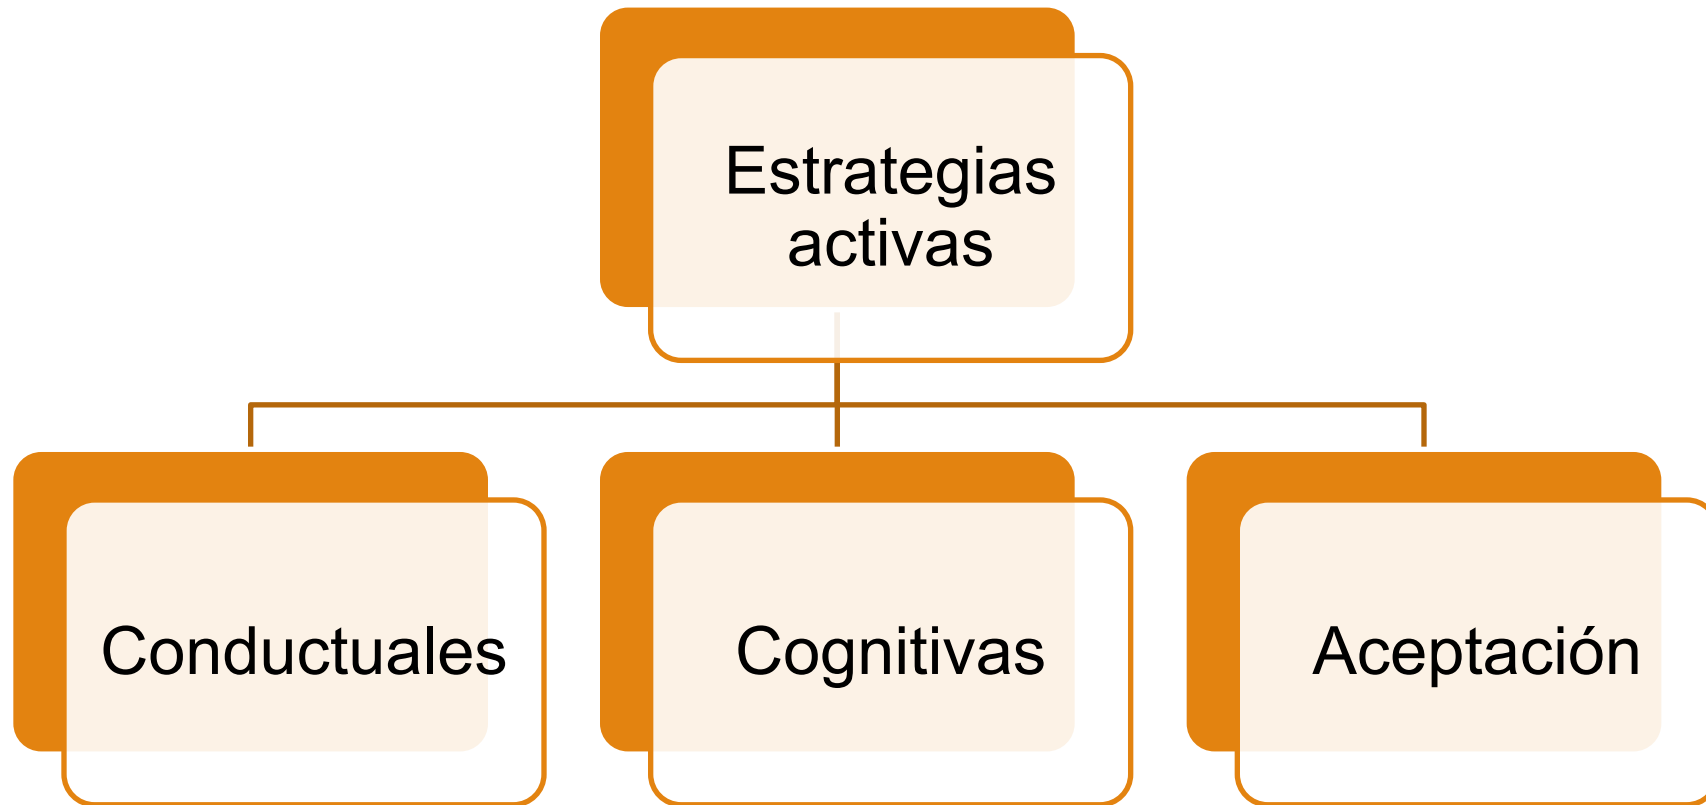 Estrategias
activas
Conductuales
Cognitivas
Aceptación